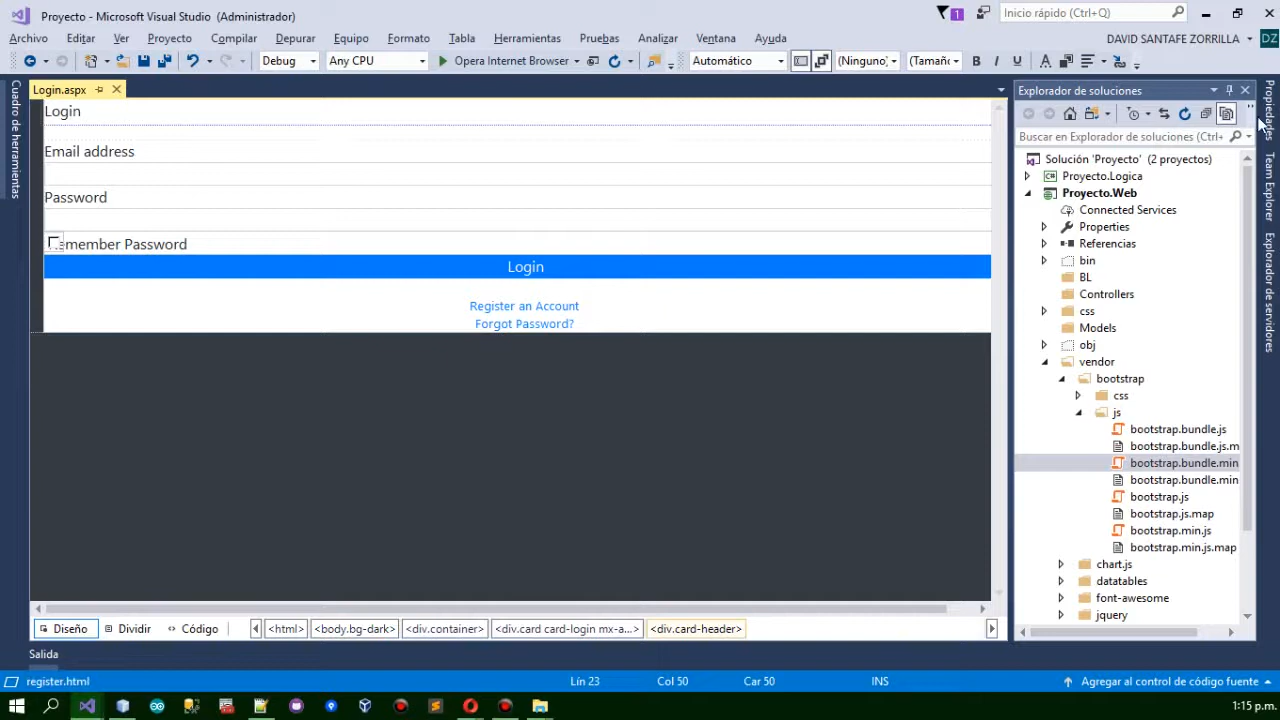 Proyecto - Microsoft Visual Studio (Administrador)
1
Inicio rápido (Ctrl+Q)
Archivo Editar Ver Proyecto Compilar Depurar Equipo Formato Tabla Herramientas Pruebas Analizar Ventana Ayuda
DAVID SANTAFE ZORRILLA
DZ
Debug Any CPU Opera Internet Browser Automático (Ninguno) (Tamañ
Cuadro de herramientas
Login.aspx
Login
Email address
Password
emember Password
Login
Register an Account
Forgot Password?
Explorador de soluciones
Buscar en Explorador de soluciones (Ctrl+
Solución 'Proyecto' (2 proyectos)
Proyecto.Logica
Proyecto.Web
Connected Services
Properties
Referencias
bin
BL
Controllers
css
Models
obj
vendor
bootstrap
css
js
bootstrap.bundle.js
bootstrap.bundle.js.m
bootstrap.bundle.min
bootstrap.bundle.min
bootstrap.js
bootstrap.js.map
bootstrap.min.js
bootstrap.min.js.map
chart.js
datatables
font-awesome
jquery
Propiedades
Team Explorer
Explorador de servidores
Diseño Dividir Código <html> <body.bg-dark> <div.container> <div.card card-login mx-a...> <div.card-header>
Salida
register.html Lín 23 Col 50 Car 50 INS Agregar al control de código fuente
1:15 p.m.